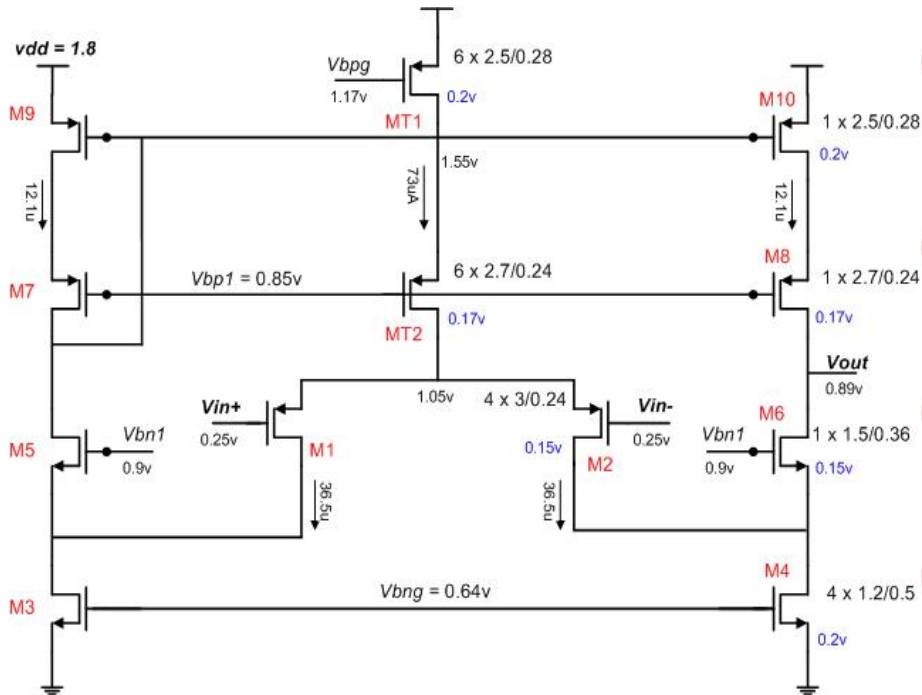 vdd = 1.8
Vbpg
1.17v
6 x 2.5/0.28
0.2v
M9
MT1
M10
1 x 2.5/0.28
0.2v
1.55v
12.1u
73uA
12.1u
M7
Vbp1 = 0.85v
6 x 2.7/0.24
MT2
0.17v
M8
1 x 2.7/0.24
0.17v
Vout
0.89v
1.05v
4 x 3/0.24
Vin+
0.25v
M1
0.15v
M2
Vin-
0.25v
M5
Vbn1
0.9v
Vbn1
0.9v
M6
1 x 1.5/0.36
0.15v
36.5u
36.5u
M3
Vbng = 0.64v
M4
4 x 1.2/0.5
0.2v